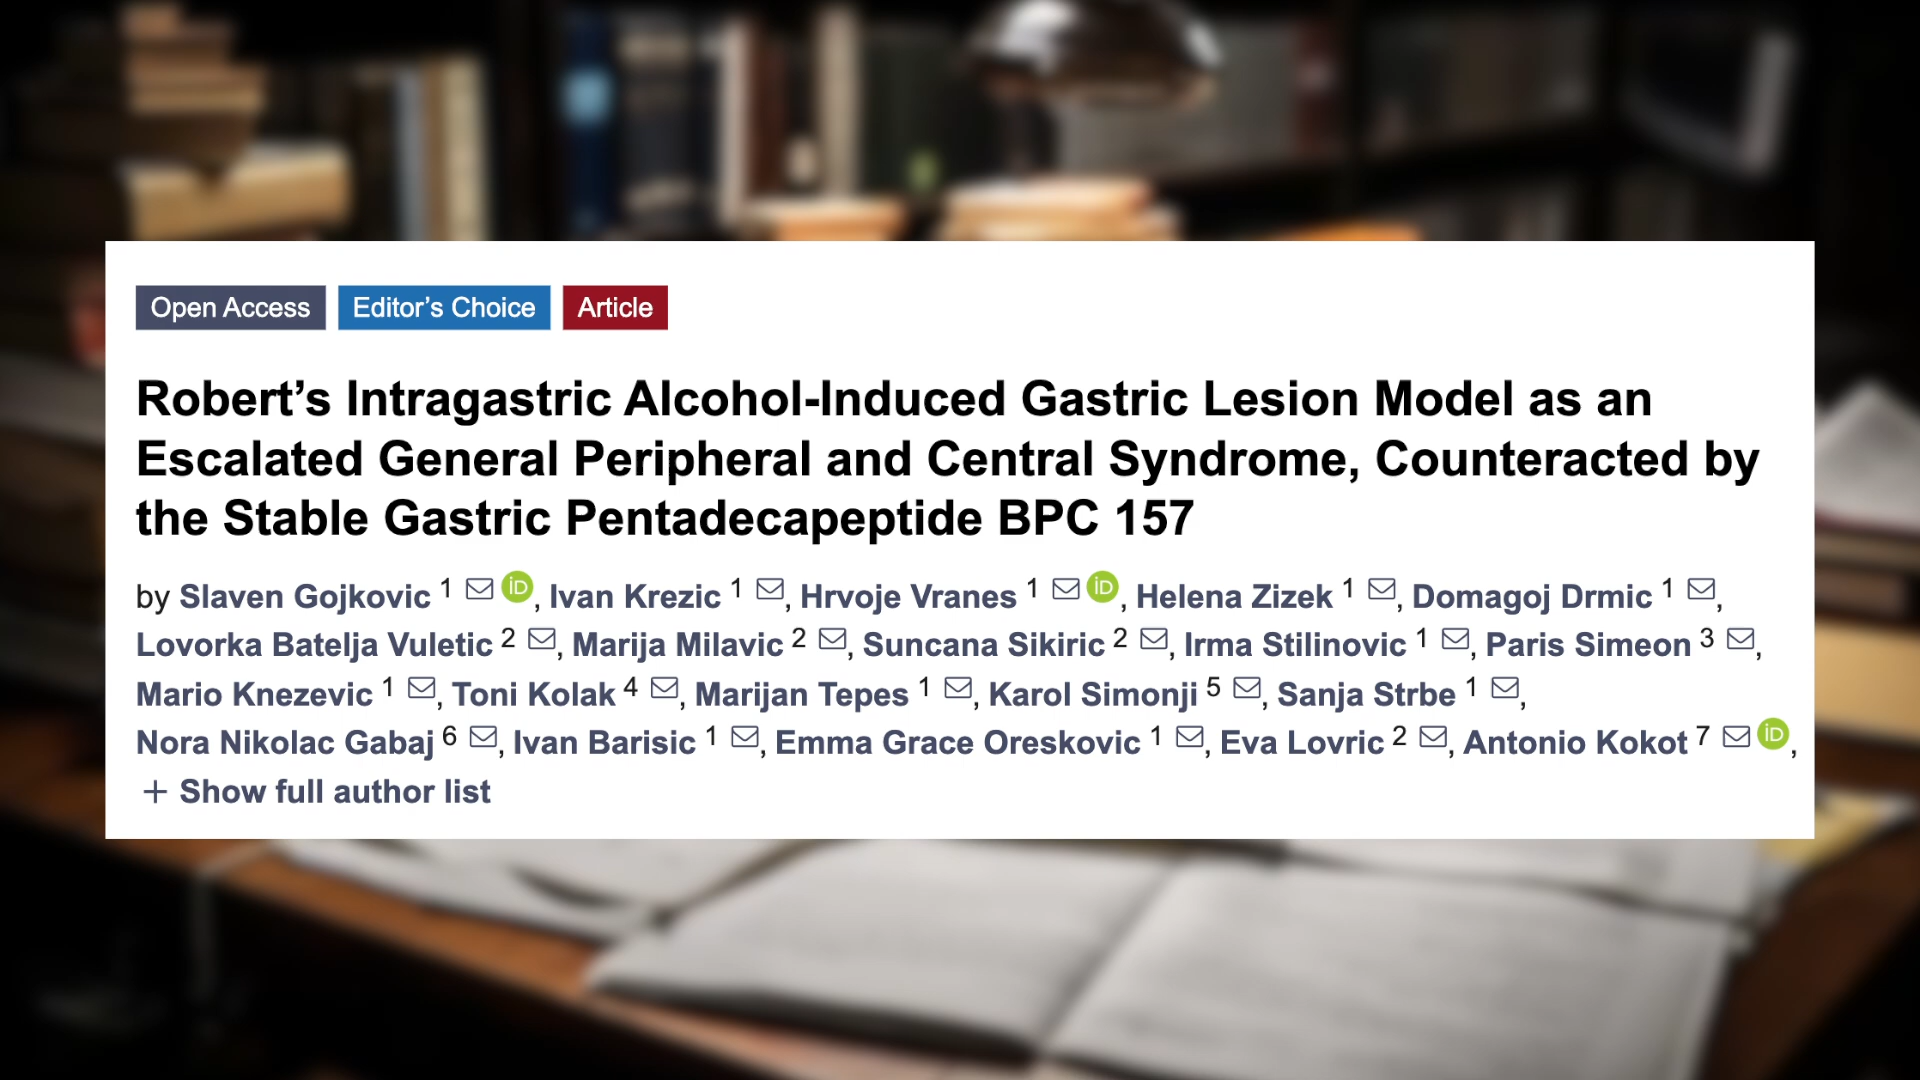 Open Access Editor’s Choice Article
Robert’s Intragastric Alcohol-Induced Gastric Lesion Model as an
Escalated General Peripheral and Central Syndrome, Counteracted by
the Stable Gastric Pentadecapeptide BPC 157
by Slaven Gojkovic 1 iD, Ivan Krezic 1, Hrvoje Vranes 1 iD, Helena Zizek 1, Domagoj Drmic 1,
Lovorka Batelja Vuletic 2, Marija Milavic 2, Suncana Sikiric 2, Irma Stilinovic 1, Paris Simeon 3,
Mario Knezevic 1, Toni Kolak 4, Marijan Tepes 1, Karol Simonji 5, Sanja Strbe 1,
Nora Nikolac Gabaj 6, Ivan Barisic 1, Emma Grace Oreskovic 1, Eva Lovric 2, Antonio Kokot 7 iD,
+ Show full author list